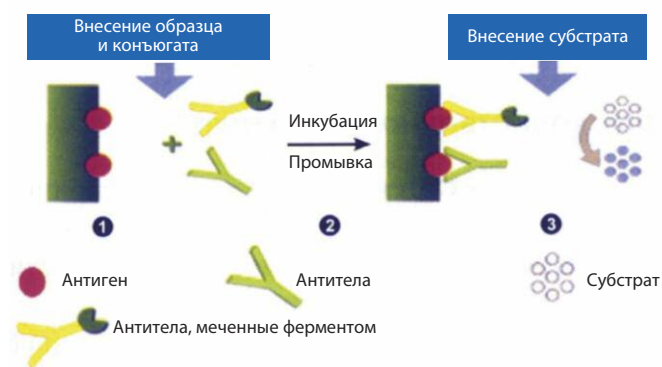 Внесение образца
и конъюгата
Внесение субстрата
Инкубация
Промывка
1
2
3
Антиген
Антитела
Субстрат
Антитела, меченные ферментом